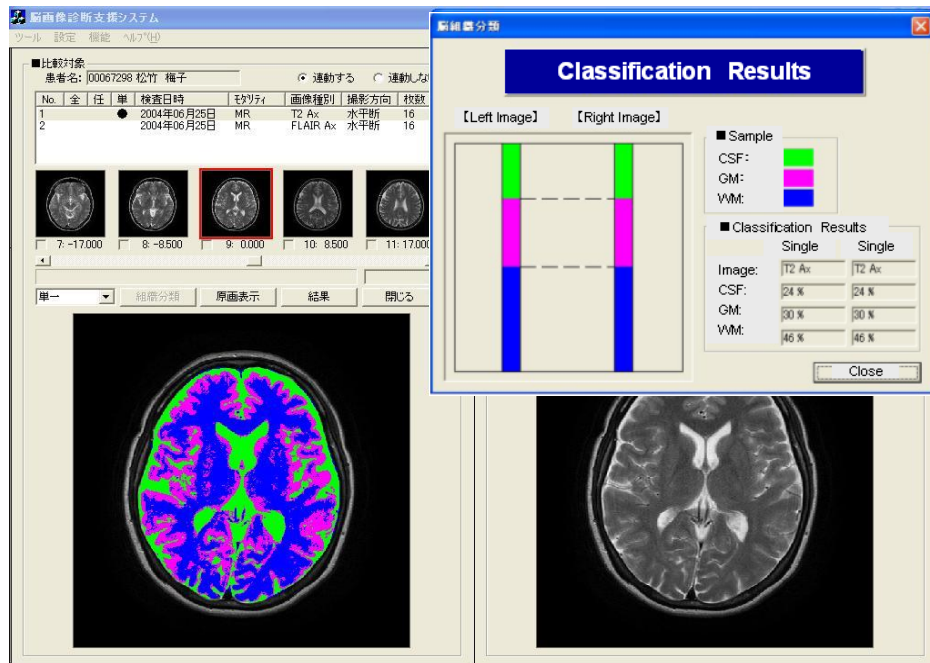 脳画像診断支援システム
ツール 設定 機能 ヘルプ(H)
■比較対象
患者名: 00067298 松竹 梅子 連動する 連動しな
No. 全 任 単 検査日時 モダリティ 画像種別 撮影方向 枚数
1 ● 2004年06月25日 MR T2 Ax 水平断 16
2 2004年06月25日 MR FLAIR Ax 水平断 16
7: -17.000 8: -8.500 9: 0.000 10: 8.500 11: 17.000
単一 組織分類 原画表示 結果 閉じる
脳組織分類
Classification Results
【Left Image】 【Right Image】
■Sample
CSF:
GM:
WM:
■Classification Results
Single Single
Image: T2 Ax T2 Ax
CSF: 24 % 24 %
GM: 30 % 30 %
WM: 46 % 46 %
Close